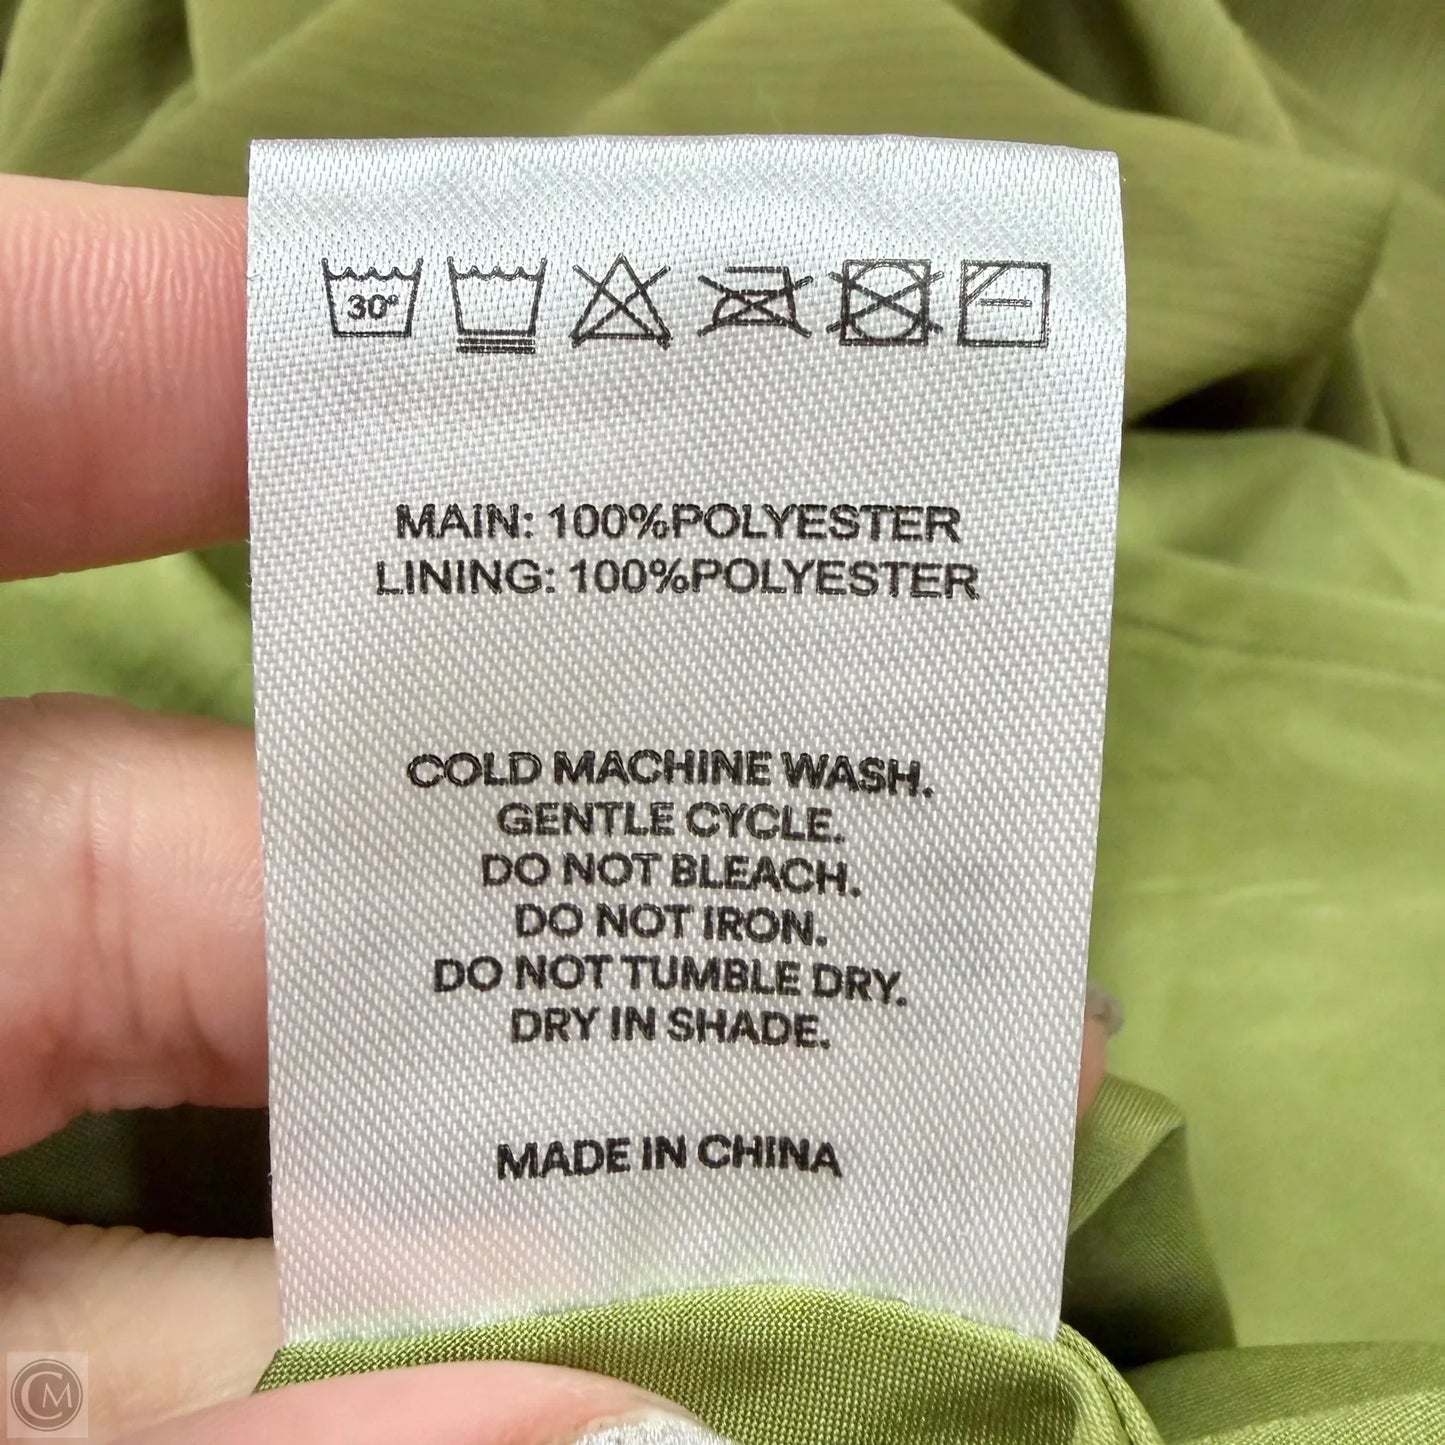 30°
MAIN: 100%POLYESTER
LINING: 100%POLYESTER
COLD MACHINE WASH.
GENTLE CYCLE.
DO NOT BLEACH.
DO NOT IRON.
DO NOT TUMBLE DRY.
DRY IN SHADE.
MADE IN CHINA
CM